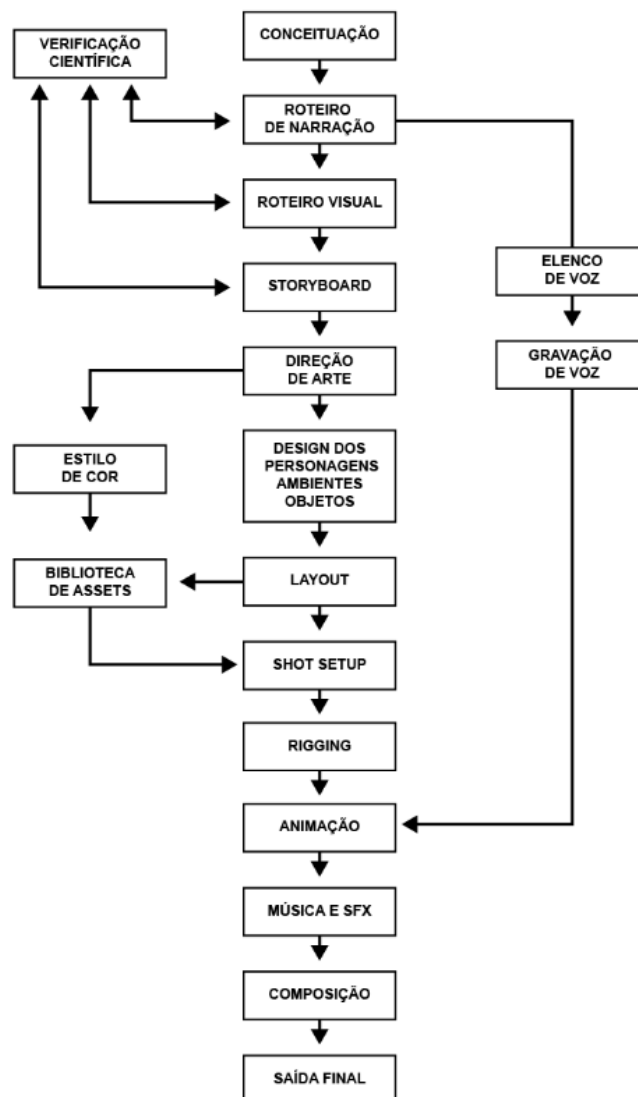 CONCEITUAÇÃO
VERIFICAÇÃO
CIENTÍFICA
ROTEIRO
DE NARRAÇÃO
ROTEIRO VISUAL
STORYBOARD
ELENCO
DE VOZ
GRAVAÇÃO
DE VOZ
DIREÇÃO
DE ARTE
ESTILO
DE COR
DESIGN DOS
PERSONAGENS
AMBIENTES
OBJETOS
BIBLIOTECA
DE ASSETS
LAYOUT
SHOT SETUP
RIGGING
ANIMAÇÃO
MÚSICA E SFX
COMPOSIÇÃO
SAÍDA FINAL